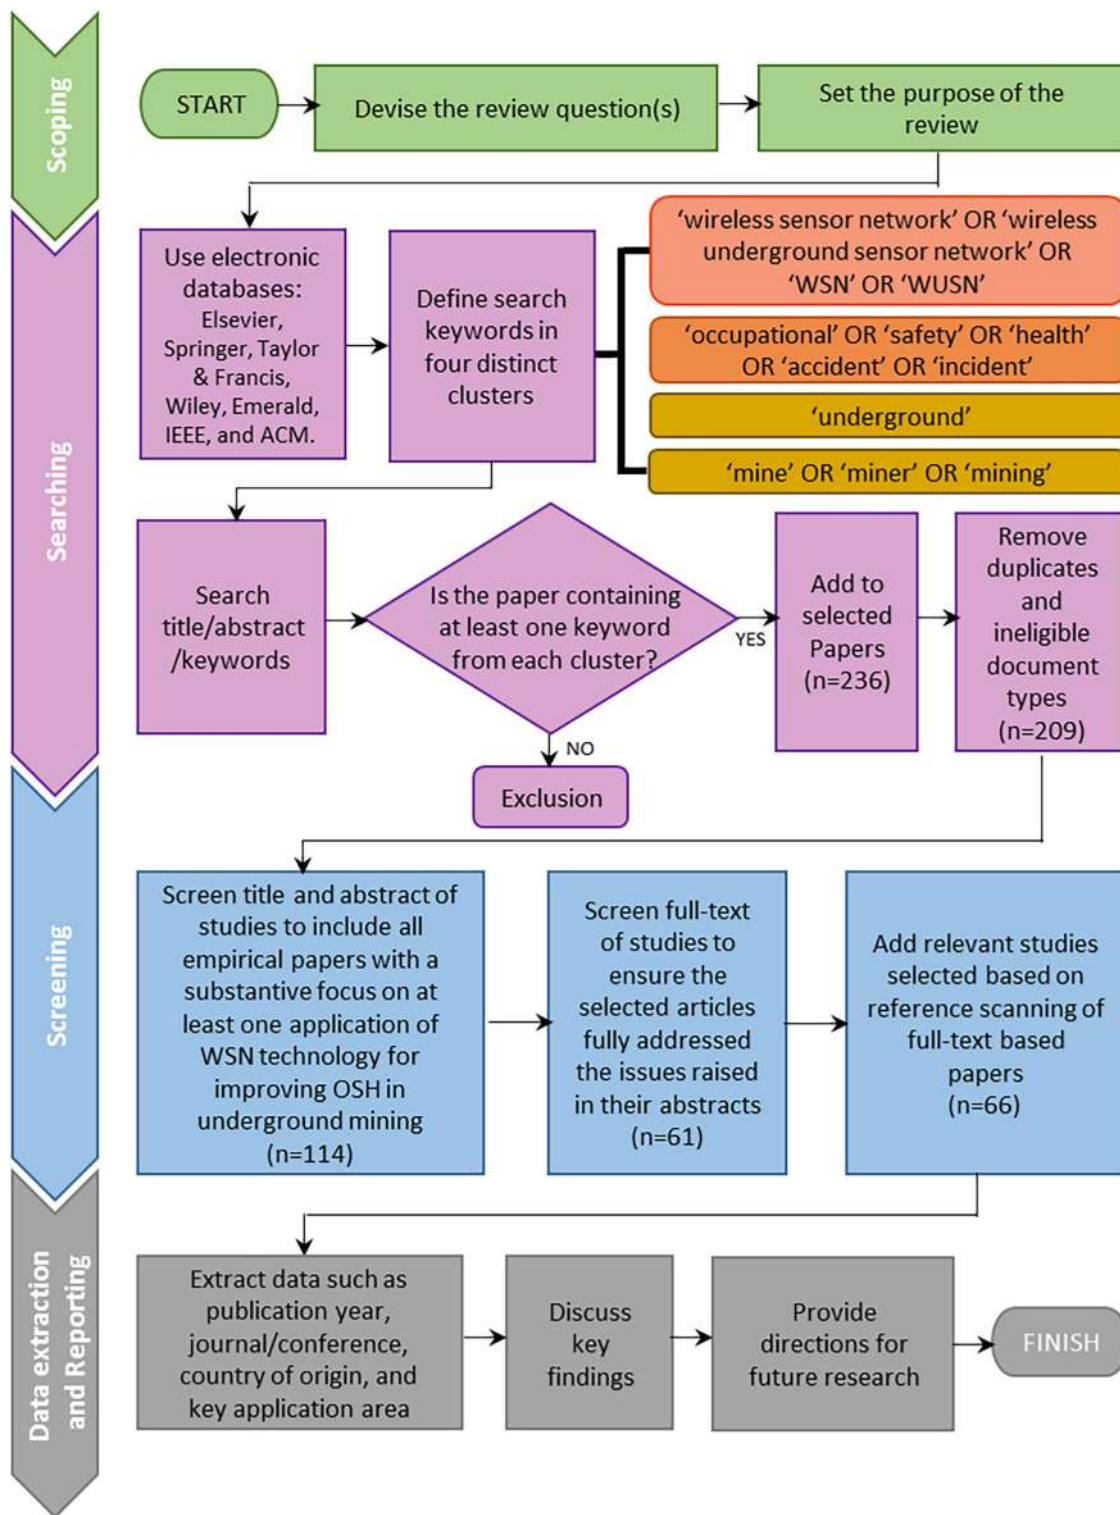 Scoping
START
Devise the review question(s)
Set the purpose of the
review
Searching
Use electronic
databases:
Elsevier,
Springer, Taylor
& Francis,
Wiley, Emerald,
IEEE, and ACM.
Define search
keywords in
four distinct
clusters
‘wireless sensor network’ OR ‘wireless
underground sensor network’ OR
‘WSN’ OR ‘WUSN’
‘occupational’ OR ‘safety’ OR ‘health’
OR ‘accident’ OR ‘incident’
‘underground’
‘mine’ OR ‘miner’ OR ‘mining’
Search
title/abstract
/keywords
Is the paper containing
at least one keyword
from each cluster?
YES
NO
Exclusion
Add to
selected
Papers
(n=236)
Remove
duplicates
and
ineligible
document
types
(n=209)
Screening
Screen title and abstract of
studies to include all
empirical papers with a
substantive focus on at
least one application of
WSN technology for
improving OSH in
underground mining
(n=114)
Screen full-text
of studies to
ensure the
selected articles
fully addressed
the issues raised
in their abstracts
(n=61)
Add relevant studies
selected based on
reference scanning of
full-text based
papers
(n=66)
Data extraction
and Reporting
Extract data such as
publication year,
journal/conference,
country of origin, and
key application area
Discuss
key
findings
Provide
directions for
future research
FINISH